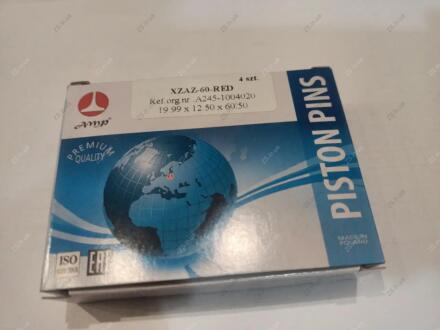 4 szt.
XZAZ-60-RED
Ref.org.nr .A245-1004020
19.99 x 12.50 x 60.50
AMP
PREMIUM
QUALITY
PISTON PINS
MADE IN
POLAND
ISO
EAC